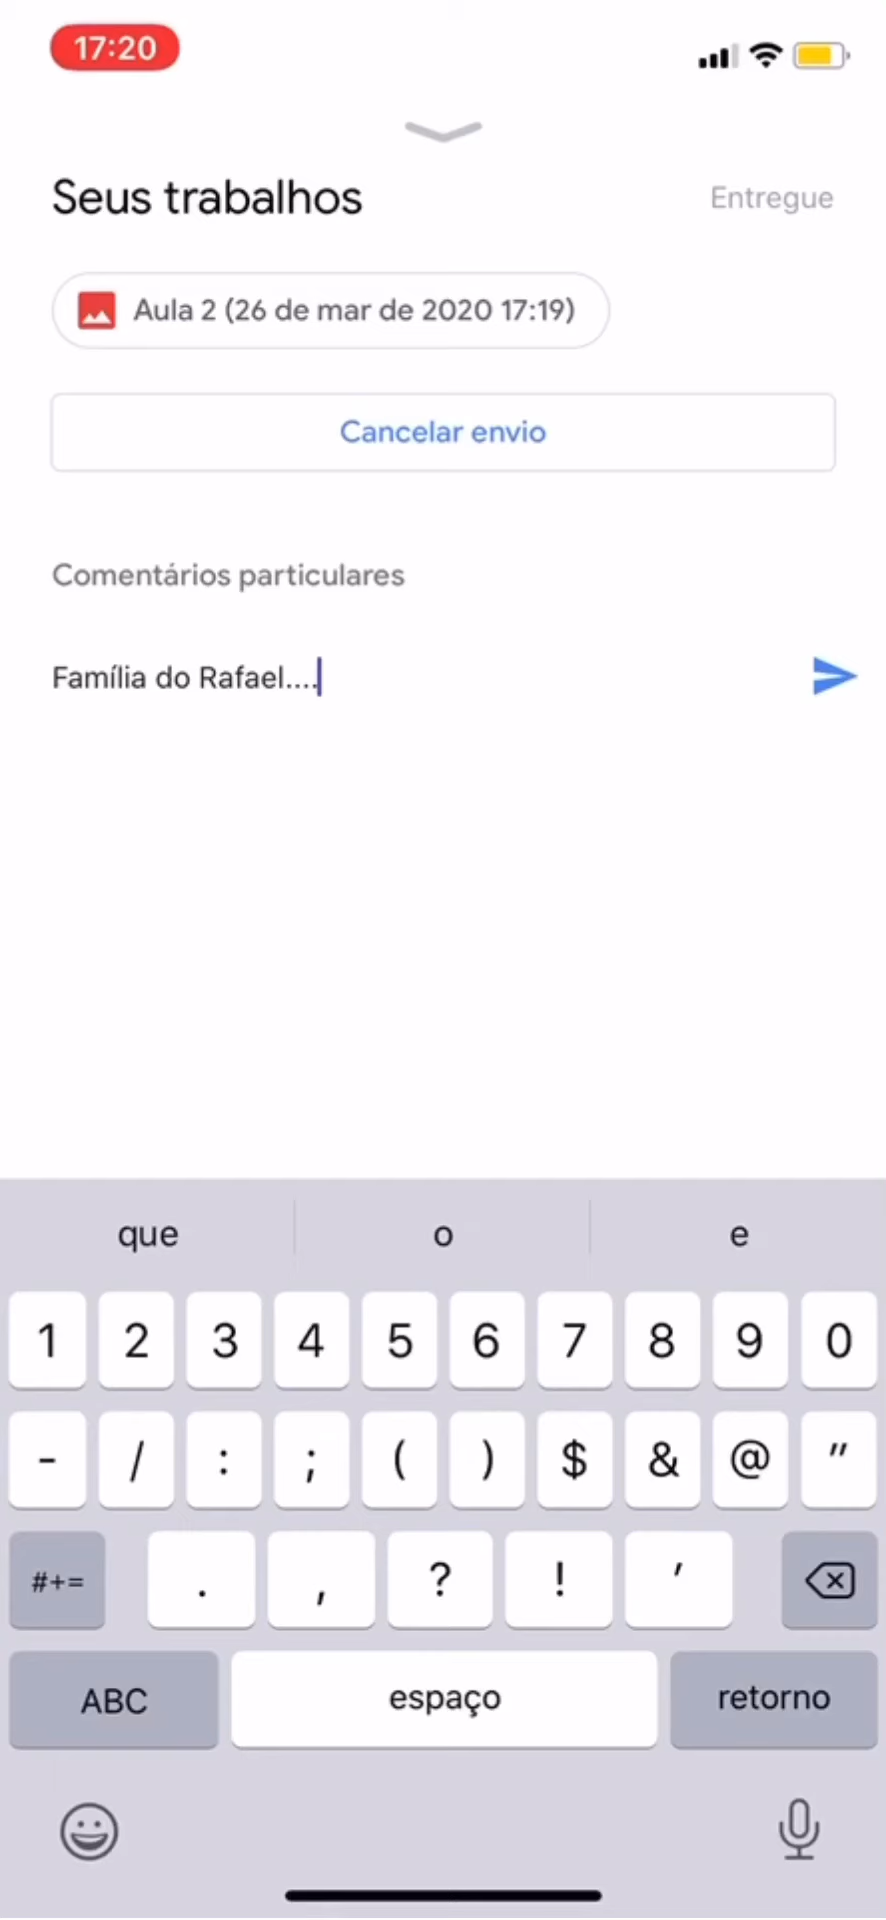 17:20
Seus trabalhos
Entregue
Aula 2 (26 de mar de 2020 17:19)
Cancelar envio
Comentários particulares
Família do Rafael....
que o e
1 2 3 4 5 6 7 8 9 0
- / : ; ( ) $ & @ "
#+= . , ? ! '
ABC espaço retorno